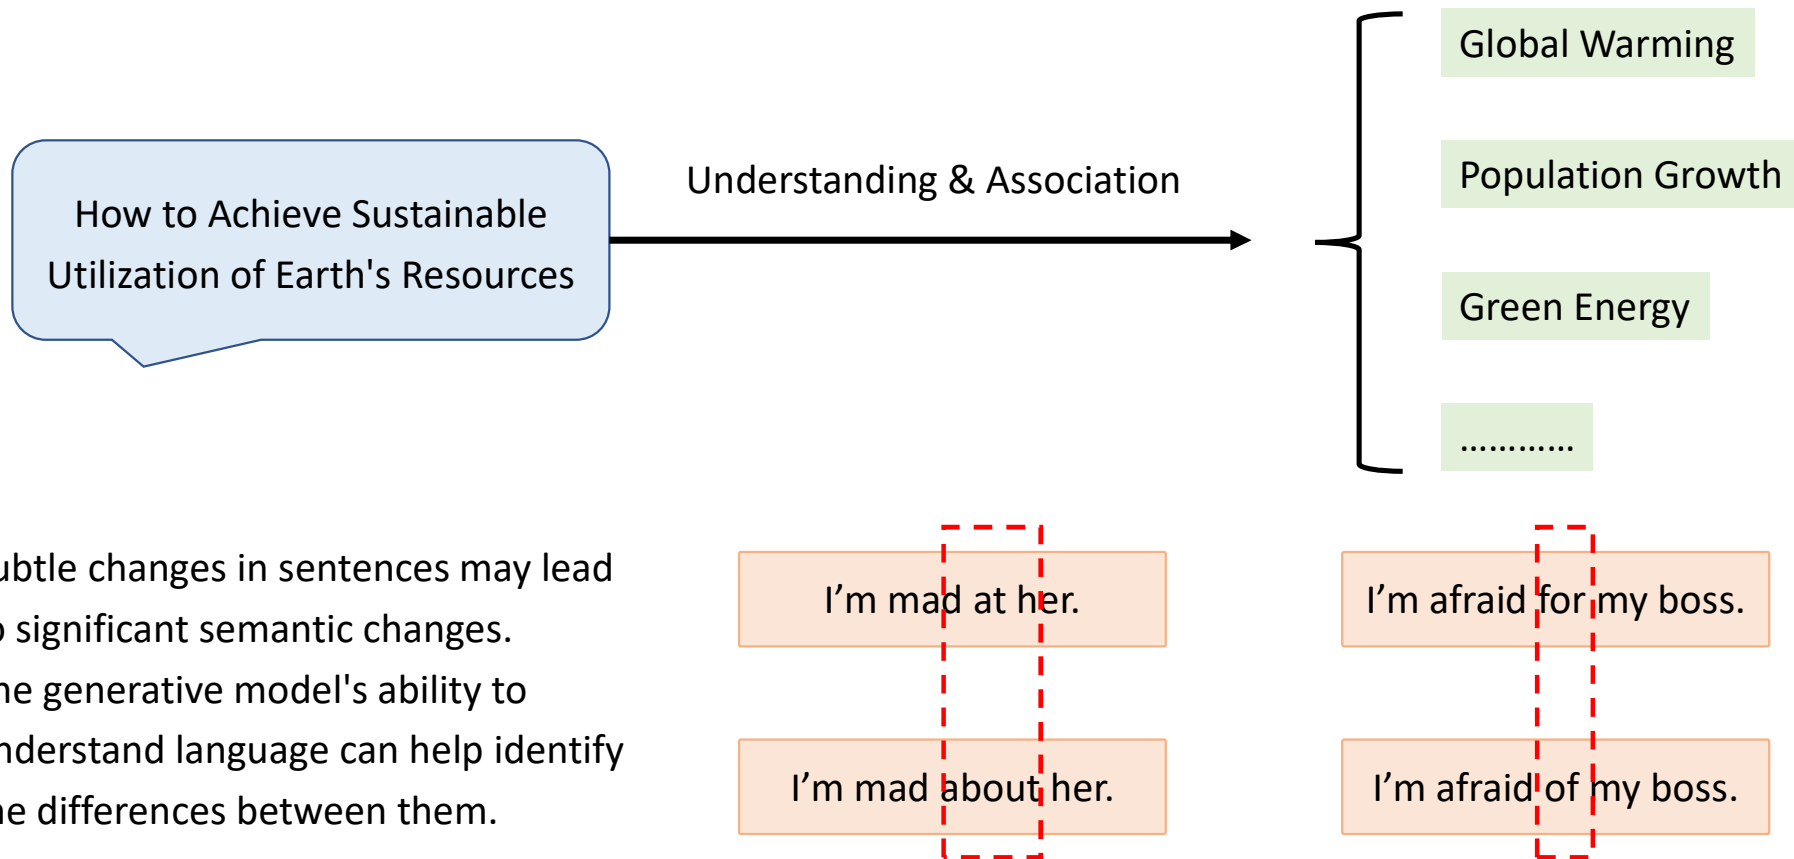 Global Warming
How to Achieve Sustainable
Utilization of Earth's Resources
Understanding & Association
Population Growth
Green Energy
............
ubtle changes in sentences may lead
o significant semantic changes.
he generative model's ability to
nderstand language can help identify
he differences between them.
I'm mad at her.
I'm afraid for my boss.
I'm mad about her.
I'm afraid of my boss.